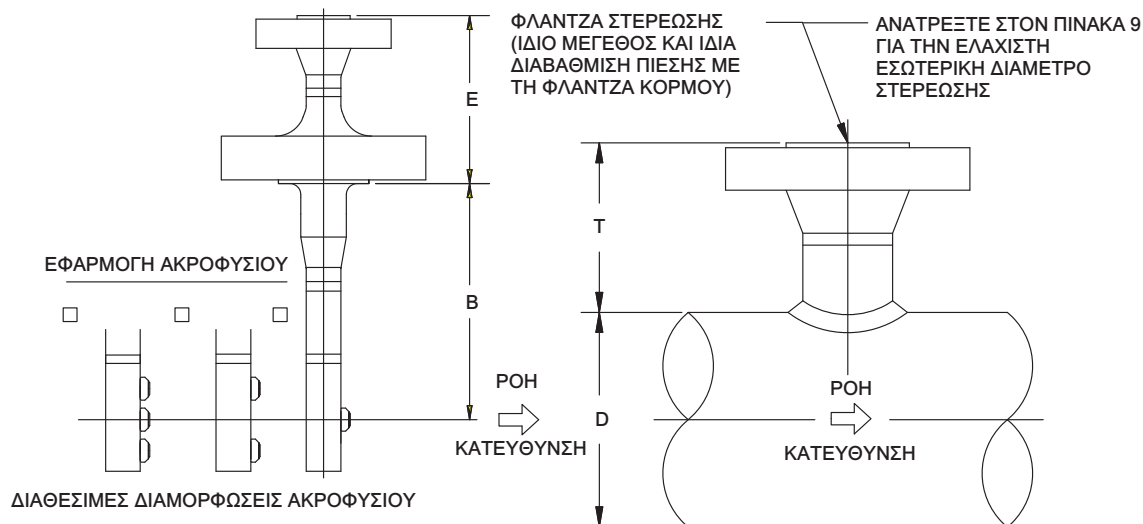 ΦΛΑΝΤΖΑ ΣΤΕΡΕΩΣΗΣ
(ΙΔΙΟ ΜΕΓΕΘΟΣ ΚΑΙ ΙΔΙΑ
ΔΙΑΒΑΘΜΙΣΗ ΠΙΕΣΗΣ ΜΕ
ΤΗ ΦΛΑΝΤΖΑ ΚΟΡΜΟΥ)
ΑΝΑΤΡΕΞΤΕ ΣΤΟΝ ΠΙΝΑΚΑ 9
ΓΙΑ ΤΗΝ ΕΛΑΧΙΣΤΗ
ΕΣΩΤΕΡΙΚΗ ΔΙΑΜΕΤΡΟ
ΣΤΕΡΕΩΣΗΣ
E
T
ΕΦΑΡΜΟΓΗ ΑΚΡΟΦΥΣΙΟΥ
B
ΡΟΗ
ΚΑΤΕΥΘΥΝΣΗ
D
ΡΟΗ
ΚΑΤΕΥΘΥΝΣΗ
ΔΙΑΘΕΣΙΜΕΣ ΔΙΑΜΟΡΦΩΣΕΙΣ ΑΚΡΟΦΥΣΙΟΥ